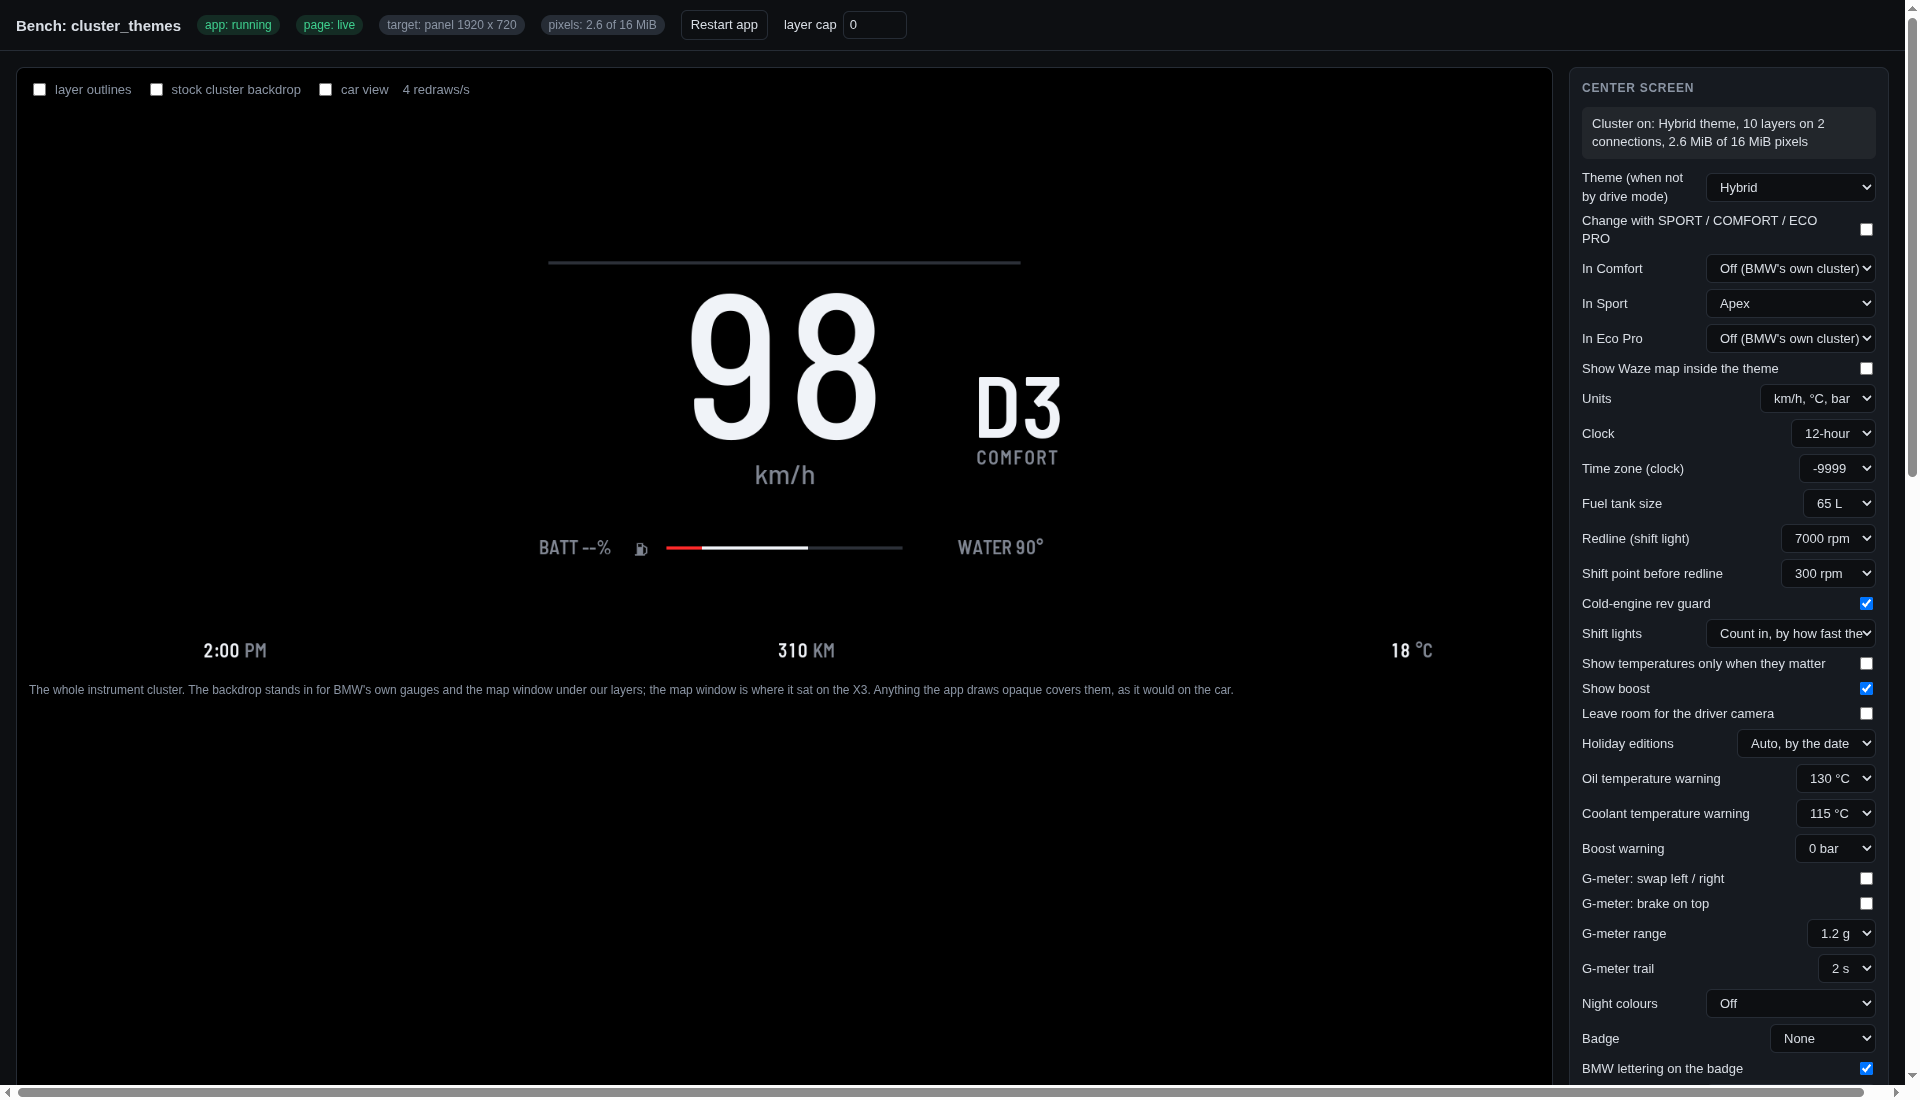 Bench: cluster_themes
app: running
page: live
target: panel 1920 x 720
pixels: 2.6 of 16 MiB
Restart app
layer cap
0
layer outlines
stock cluster backdrop
car view
4 redraws/s
98
km/h
D3
COMFORT
BATT --%
WATER 90°
2:00 PM
310 KM
18 °C
The whole instrument cluster. The backdrop stands in for BMW's own gauges and the map window under our layers; the map window is where it sat on the X3. Anything the app draws opaque covers them, as it would on the car.
CENTER SCREEN
Cluster on: Hybrid theme, 10 layers on 2
connections, 2.6 MiB of 16 MiB pixels
Theme (when not
by drive mode)
Hybrid
Change with SPORT / COMFORT / ECO
PRO
In Comfort
Off (BMW's own cluster)
In Sport
Apex
In Eco Pro
Off (BMW's own cluster)
Show Waze map inside the theme
Units
km/h, °C, bar
Clock
12-hour
Time zone (clock)
-9999
Fuel tank size
65 L
Redline (shift light)
7000 rpm
Shift point before redline
300 rpm
Cold-engine rev guard
Shift lights
Count in, by how fast the
Show temperatures only when they matter
Show boost
Leave room for the driver camera
Holiday editions
Auto, by the date
Oil temperature warning
130 °C
Coolant temperature warning
115 °C
Boost warning
0 bar
G-meter: swap left / right
G-meter: brake on top
G-meter range
1.2 g
G-meter trail
2 s
Night colours
Off
Badge
None
BMW lettering on the badge